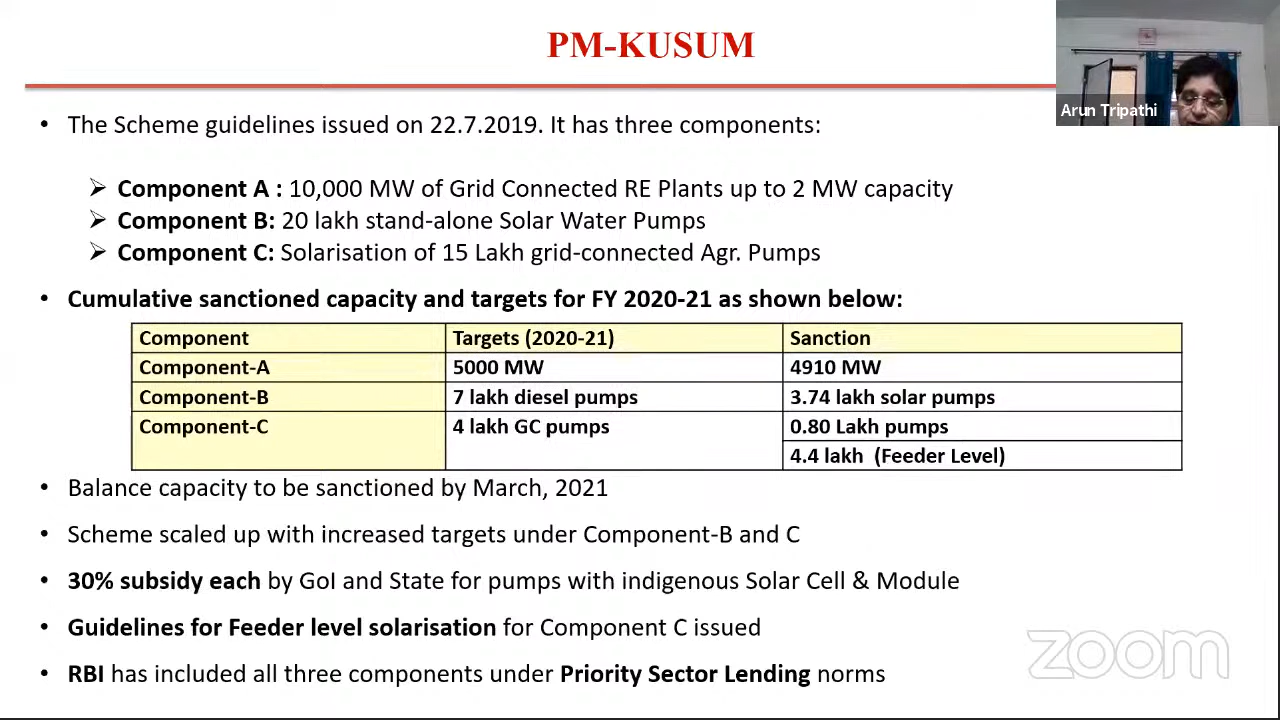 PM-KUSUM
Arun Tripathi
• The Scheme guidelines issued on 22.7.2019. It has three components:
➢ Component A : 10,000 MW of Grid Connected RE Plants up to 2 MW capacity
➢ Component B: 20 lakh stand-alone Solar Water Pumps
➢ Component C: Solarisation of 15 Lakh grid-connected Agr. Pumps
• Cumulative sanctioned capacity and targets for FY 2020-21 as shown below:
Component Targets (2020-21) Sanction
Component-A 5000 MW 4910 MW
Component-B 7 lakh diesel pumps 3.74 lakh solar pumps
Component-C 4 lakh GC pumps 0.80 Lakh pumps
4.4 lakh (Feeder Level)
• Balance capacity to be sanctioned by March, 2021
• Scheme scaled up with increased targets under Component-B and C
• 30% subsidy each by GoI and State for pumps with indigenous Solar Cell & Module
• Guidelines for Feeder level solarisation for Component C issued
• RBI has included all three components under Priority Sector Lending norms
zoom